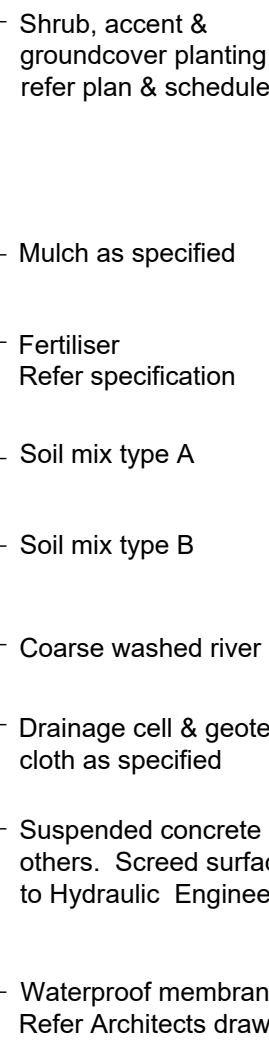 Shrub, accent &
groundcover planting
refer plan & schedule
Mulch as specified
Fertiliser
Refer specification
Soil mix type A
Soil mix type B
Coarse washed river
Drainage cell & geote
cloth as specified
Suspended concrete
others.  Screed surfac
to Hydraulic  Enginee
Waterproof membran
Refer Architects draw